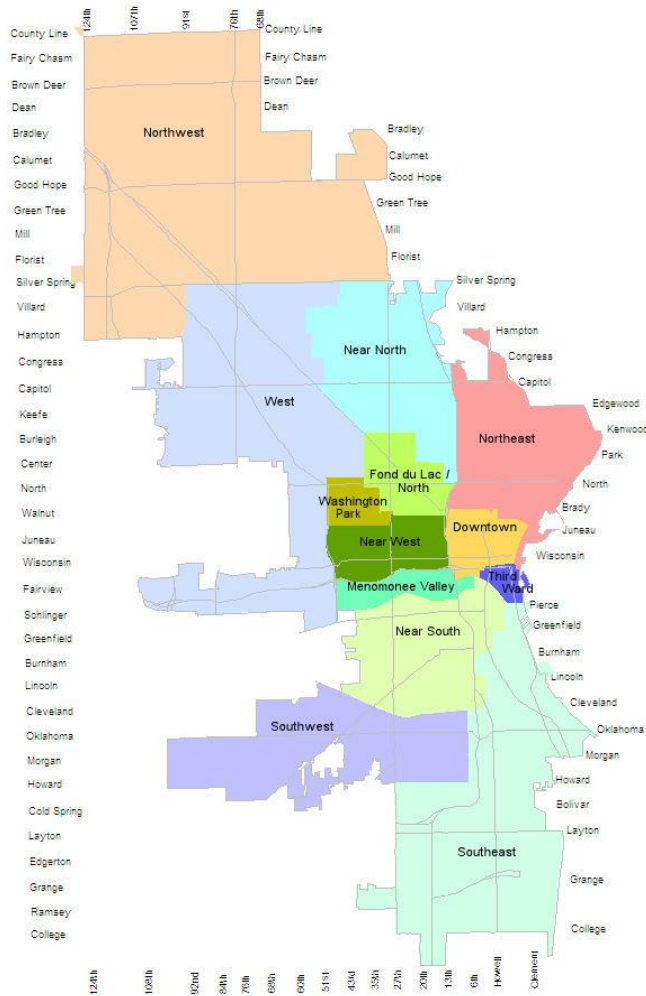 124th
107th
91st
76th
68th
County Line
County Line
Fairy Chasm
Fairy Chasm
Brown Deer
Brown Deer
Dean
Dean
Bradley
Northwest
Bradley
Calumet
Calumet
Good Hope
Good Hope
Green Tree
Green Tree
Mill
Mill
Florist
Florist
Silver Spring
Silver Spring
Villard
Villard
Hampton
Hampton
Near North
Congress
Congress
Capitol
Capitol
Keefe
West
Edgewood
Burleigh
Northeast
Kenwood
Center
Park
Fond du Lac /
North
North
North
Washington
Park
Walnut
Brady
Downtown
Juneau
Near West
Juneau
Wisconsin
Wisconsin
Fairview
Menomonee Valley
Third
Ward
Schlinger
Pierce
Greenfield
Near South
Greenfield
Burnham
Burnham
Lincoln
Lincoln
Cleveland
Cleveland
Oklahoma
Southwest
Oklahoma
Morgan
Morgan
Howard
Howard
Cold Spring
Bolivar
Layton
Layton
Edgerton
Southeast
Grange
Grange
Ramsey
College
College
124th
108th
92nd
84th
76th
68th
60th
51st
43rd
35th
27th
20th
13th
6th
Howell
Clement